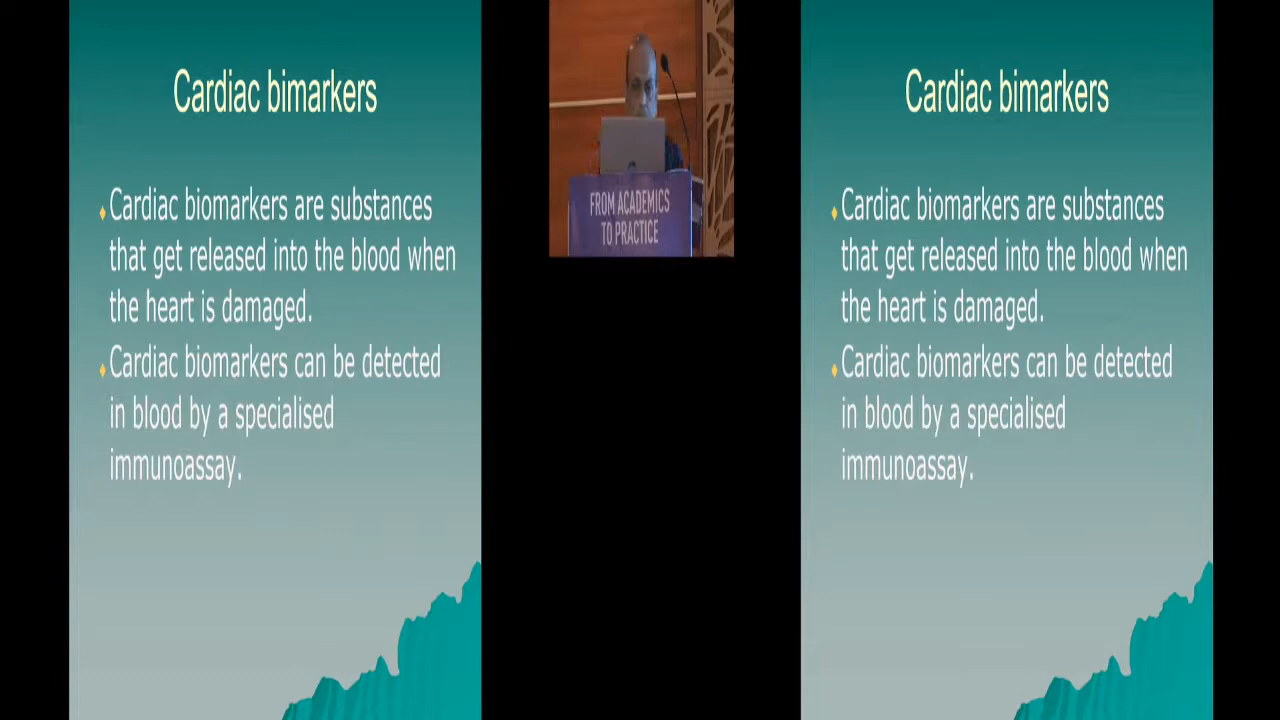 Cardiac bimarkers
Cardiac biomarkers are substances
that get released into the blood when
the heart is damaged.
Cardiac biomarkers can be detected
in blood by a specialised
immunoassay.
FROM ACADEMICS
TO PRACTICE
Cardiac bimarkers
Cardiac biomarkers are substances
that get released into the blood when
the heart is damaged.
Cardiac biomarkers can be detected
in blood by a specialised
immunoassay.